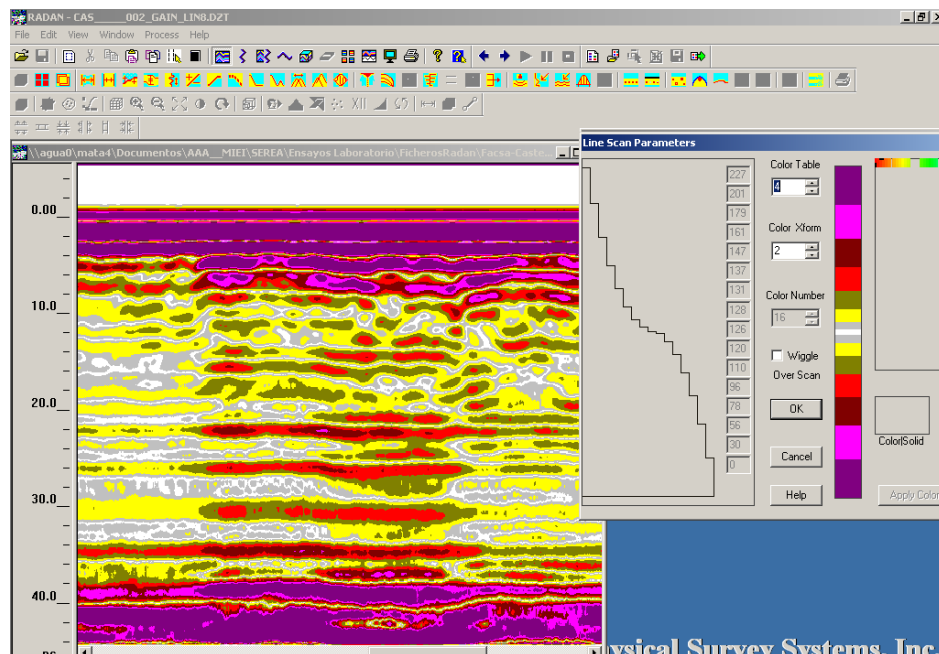 RADAN - CAS_____002_GAIN_LIN8.DZT
File Edit View Window Process Help
\\agua0\mata4\Documentos\AAA__MIEI\SEREA\Ensayos Laboratorio\FicherosRadan\Facsa-Caste...
0.00
10.0
20.0
30.0
40.0
ns
Line Scan Parameters
227
201
179
161
147
137
131
128
126
120
110
96
78
56
30
0
Color Table
4
Color Xform
2
Color Number
16
Wiggle
Over Scan
OK
Cancel
Help
Color|Solid
Apply Color
ysical Survey Systems, Inc